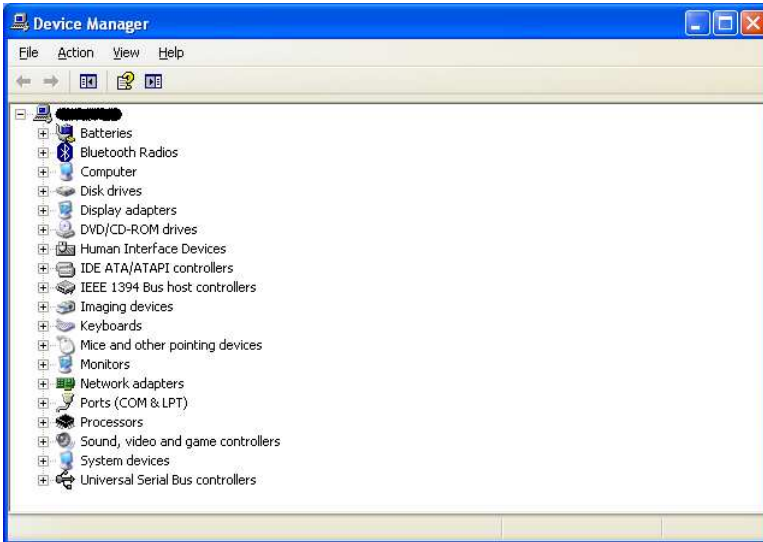 Device Manager
File Action View Help
Batteries
Bluetooth Radios
Computer
Disk drives
Display adapters
DVD/CD-ROM drives
Human Interface Devices
IDE ATA/ATAPI controllers
IEEE 1394 Bus host controllers
Imaging devices
Keyboards
Mice and other pointing devices
Monitors
Network adapters
Ports (COM & LPT)
Processors
Sound, video and game controllers
System devices
Universal Serial Bus controllers